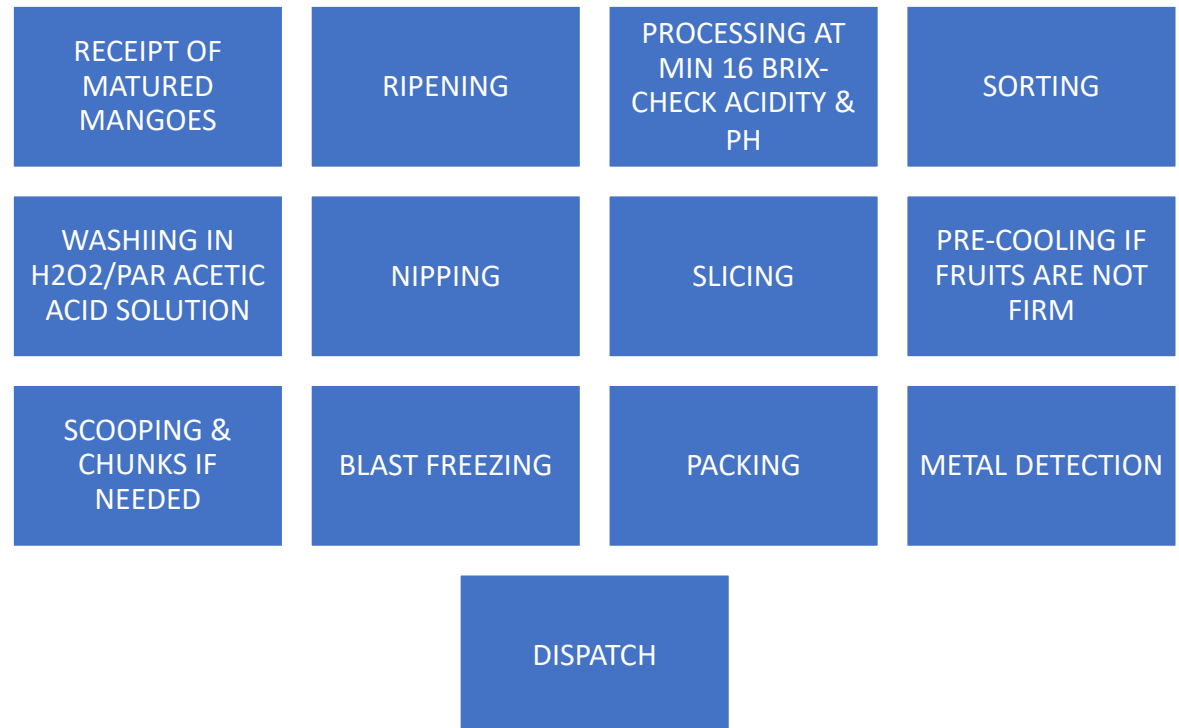 RECEIPT OF
MATURED
MANGOES
RIPENING
PROCESSING AT
MIN 16 BRIX-
CHECK ACIDITY &
PH
SORTING
WASHIING IN
H2O2/PAR ACETIC
ACID SOLUTION
NIPPING
SLICING
PRE-COOLING IF
FRUITS ARE NOT
FIRM
SCOOPING &
CHUNKS IF
NEEDED
BLAST FREEZING
PACKING
METAL DETECTION
DISPATCH